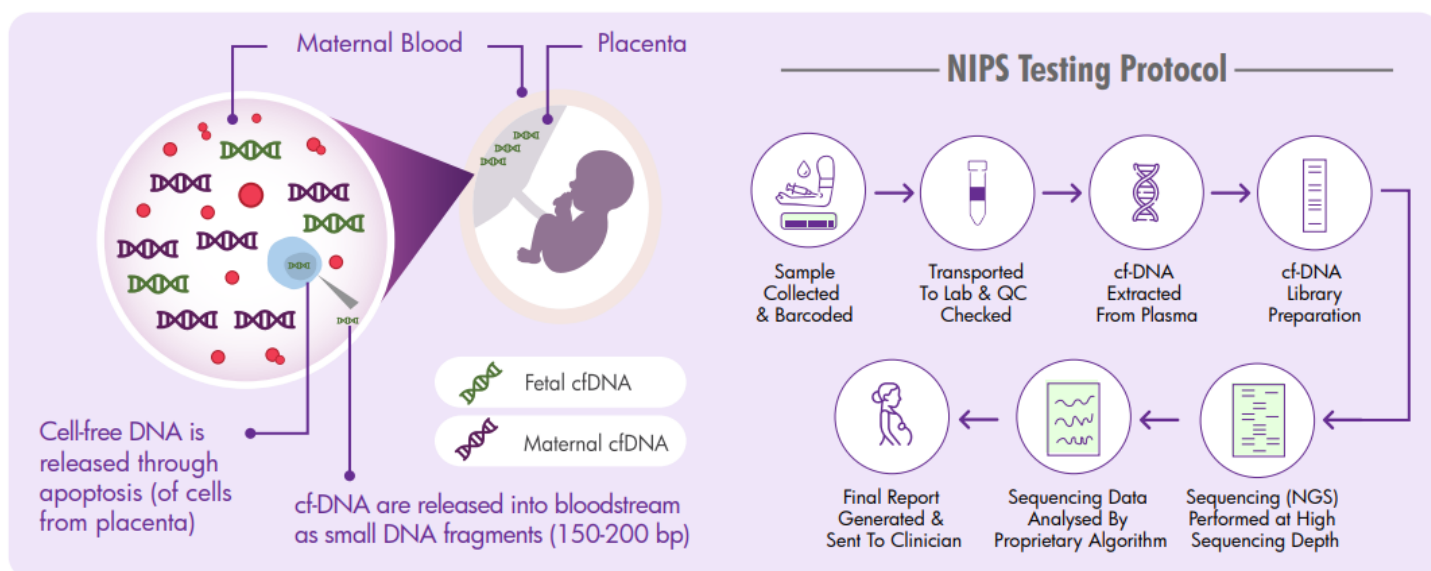 Maternal Blood
Placenta
Fetal cfDNA
Maternal cfDNA
Cell-free DNA is
released through
apoptosis (of cells
from placenta)
cf-DNA are released into bloodstream
as small DNA fragments (150-200 bp)
NIPS Testing Protocol
Sample
Collected
& Barcoded
Transported
To Lab & QC
Checked
cf-DNA
Extracted
From Plasma
cf-DNA
Library
Preparation
Sequencing (NGS)
Performed at High
Sequencing Depth
Sequencing Data
Analysed By
Proprietary Algorithm
Final Report
Generated &
Sent To Clinician